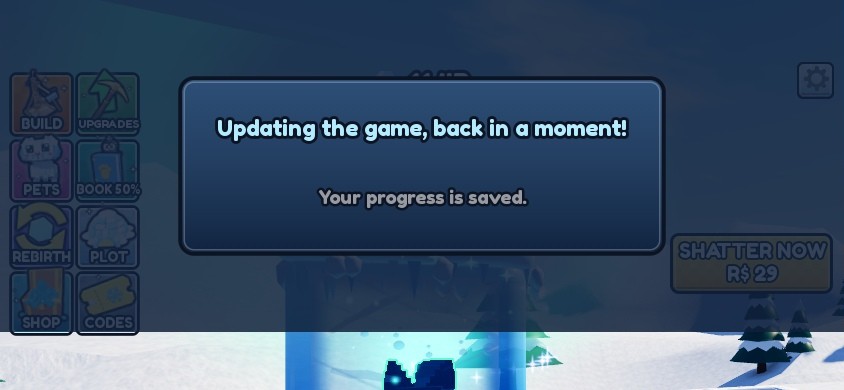 Updating the game, back in a moment!
Your progress is saved.
BUILD
UPGRADES
PETS
BOOK 50%
REBIRTH
PLOT
SHOP
CODES
SHATTER NOW
R$ 29